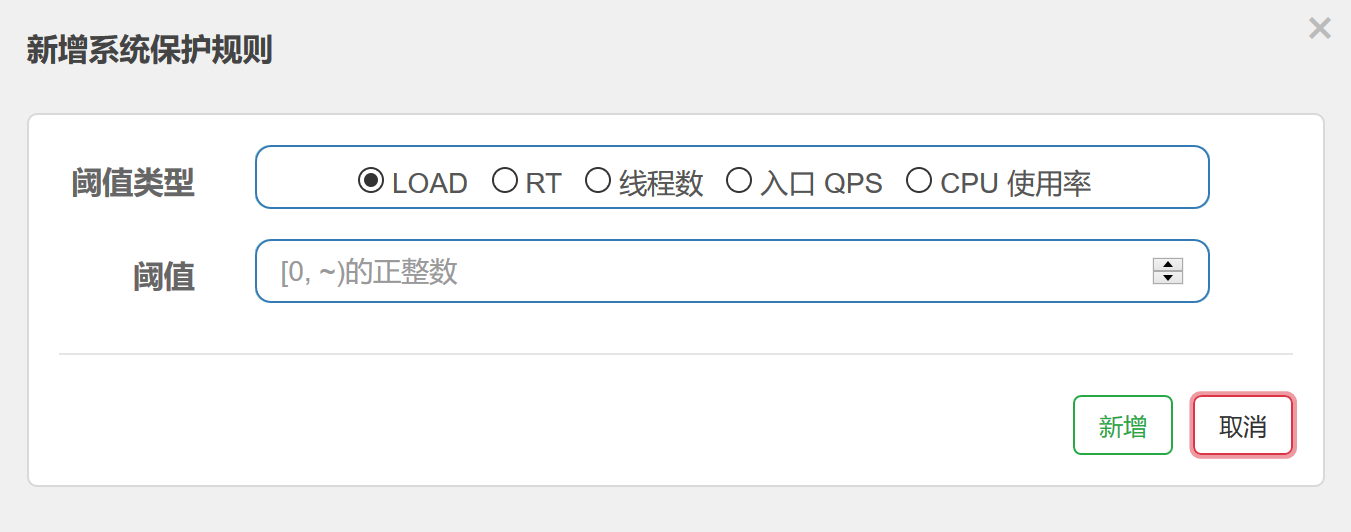 新增系统保护规则
阈值类型 LOAD RT 线程数 入口 QPS CPU 使用率
阈值 [0, ~)的正整数
新增 取消